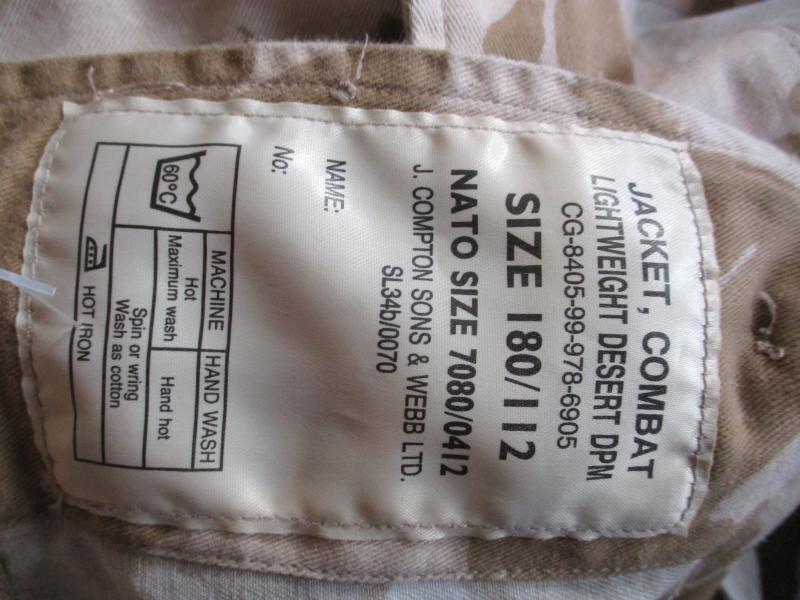 JACKET, COMBAT
LIGHTWEIGHT DESERT DPM
CG-8405-99-978-6905
SIZE 180/112
NATO SIZE 7080/0412
J. COMPTON SONS & WEBB LTD.
SL34b/0070
NAME:
No:
MACHINE HAND WASH
60°C
Hot Hand hot
Maximum wash
Spin or wring
Wash as cotton
HOT IRON